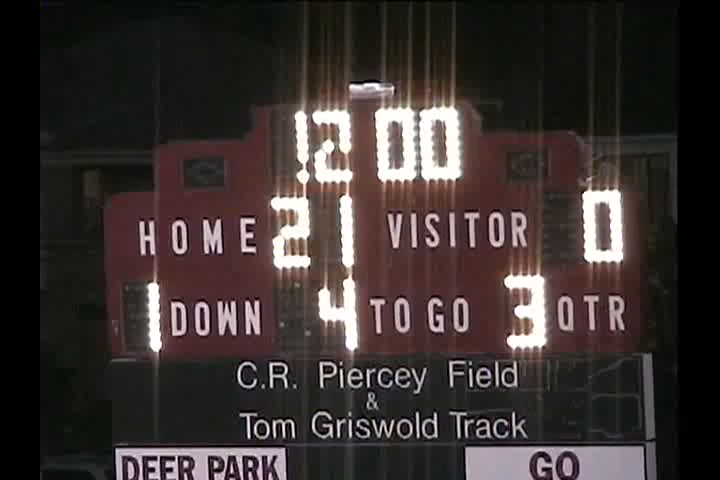 12 00
HOME 21 VISITOR 0
1 DOWN 4 TO GO 3 QTR
C.R. Piercey Field
&
Tom Griswold Track
DEER PARK GO